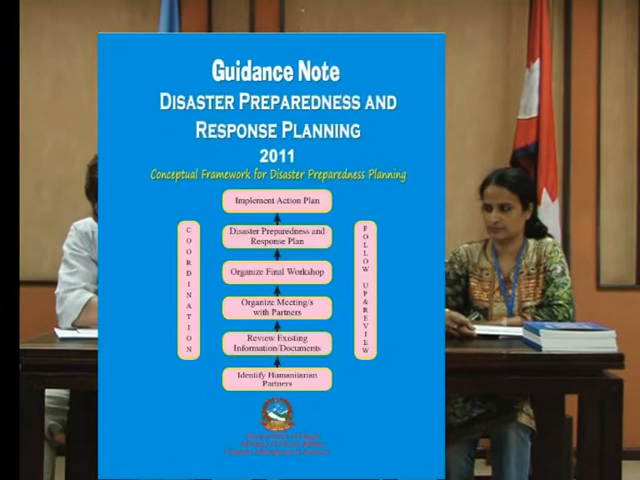 Guidance Note
DISASTER PREPAREDNESS AND
RESPONSE PLANNING
2011
Conceptual Framework for Disaster Preparedness Planning
Implement Action Plan
COORDINATION
Disaster Preparedness and
Response Plan
FOLLOW UP&REVIEW
Organize Final Workshop
Organize Meeting/s
with Partners
Review Existing
Information/Documents
Identify Humanitarian
Partners